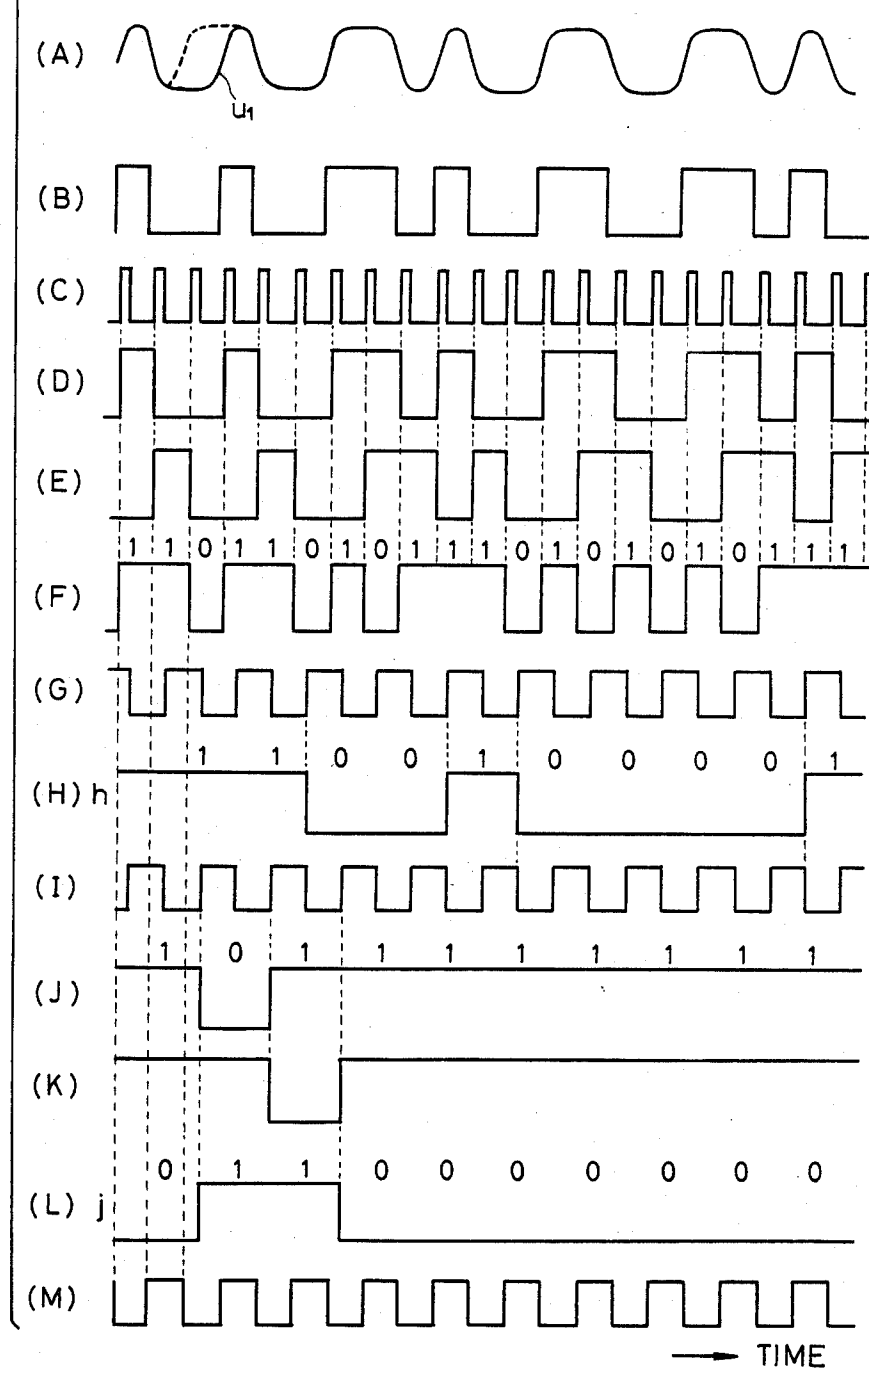 (A)
u1
(B)
(C)
(D)
(E)
1 1 0 1 1 0 1 0 1 1 1 0 1 0 1 0 1 0 1 1 1
(F)
(G)
1 1 0 0 1 0 0 0 0 1
(H) h
(I)
1 0 1 1 1 1 1 1 1 1
(J)
(K)
0 1 1 0 0 0 0 0 0 0
(L) j
(M)
TIME